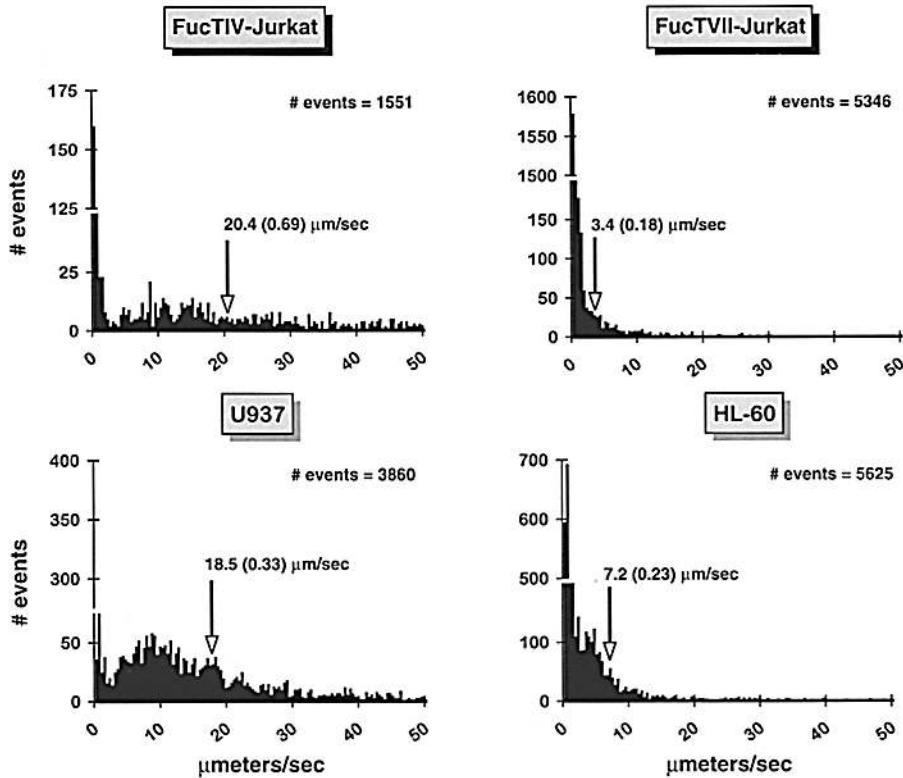 FucTIV-Jurkat
FucTVII-Jurkat
# events
175
150
125
25
0
# events = 1551
20.4 (0.69) µm/sec
0 10 20 30 40 50
1600
1550
1500
150
100
50
0
# events = 5346
3.4 (0.18) µm/sec
0 10 20 30 40 50
U937
HL-60
# events
400
350
300
50
0
# events = 3860
18.5 (0.33) µm/sec
0 10 20 30 40 50
µmeters/sec
700
600
500
100
0
# events = 5625
7.2 (0.23) µm/sec
0 10 20 30 40 50
µmeters/sec